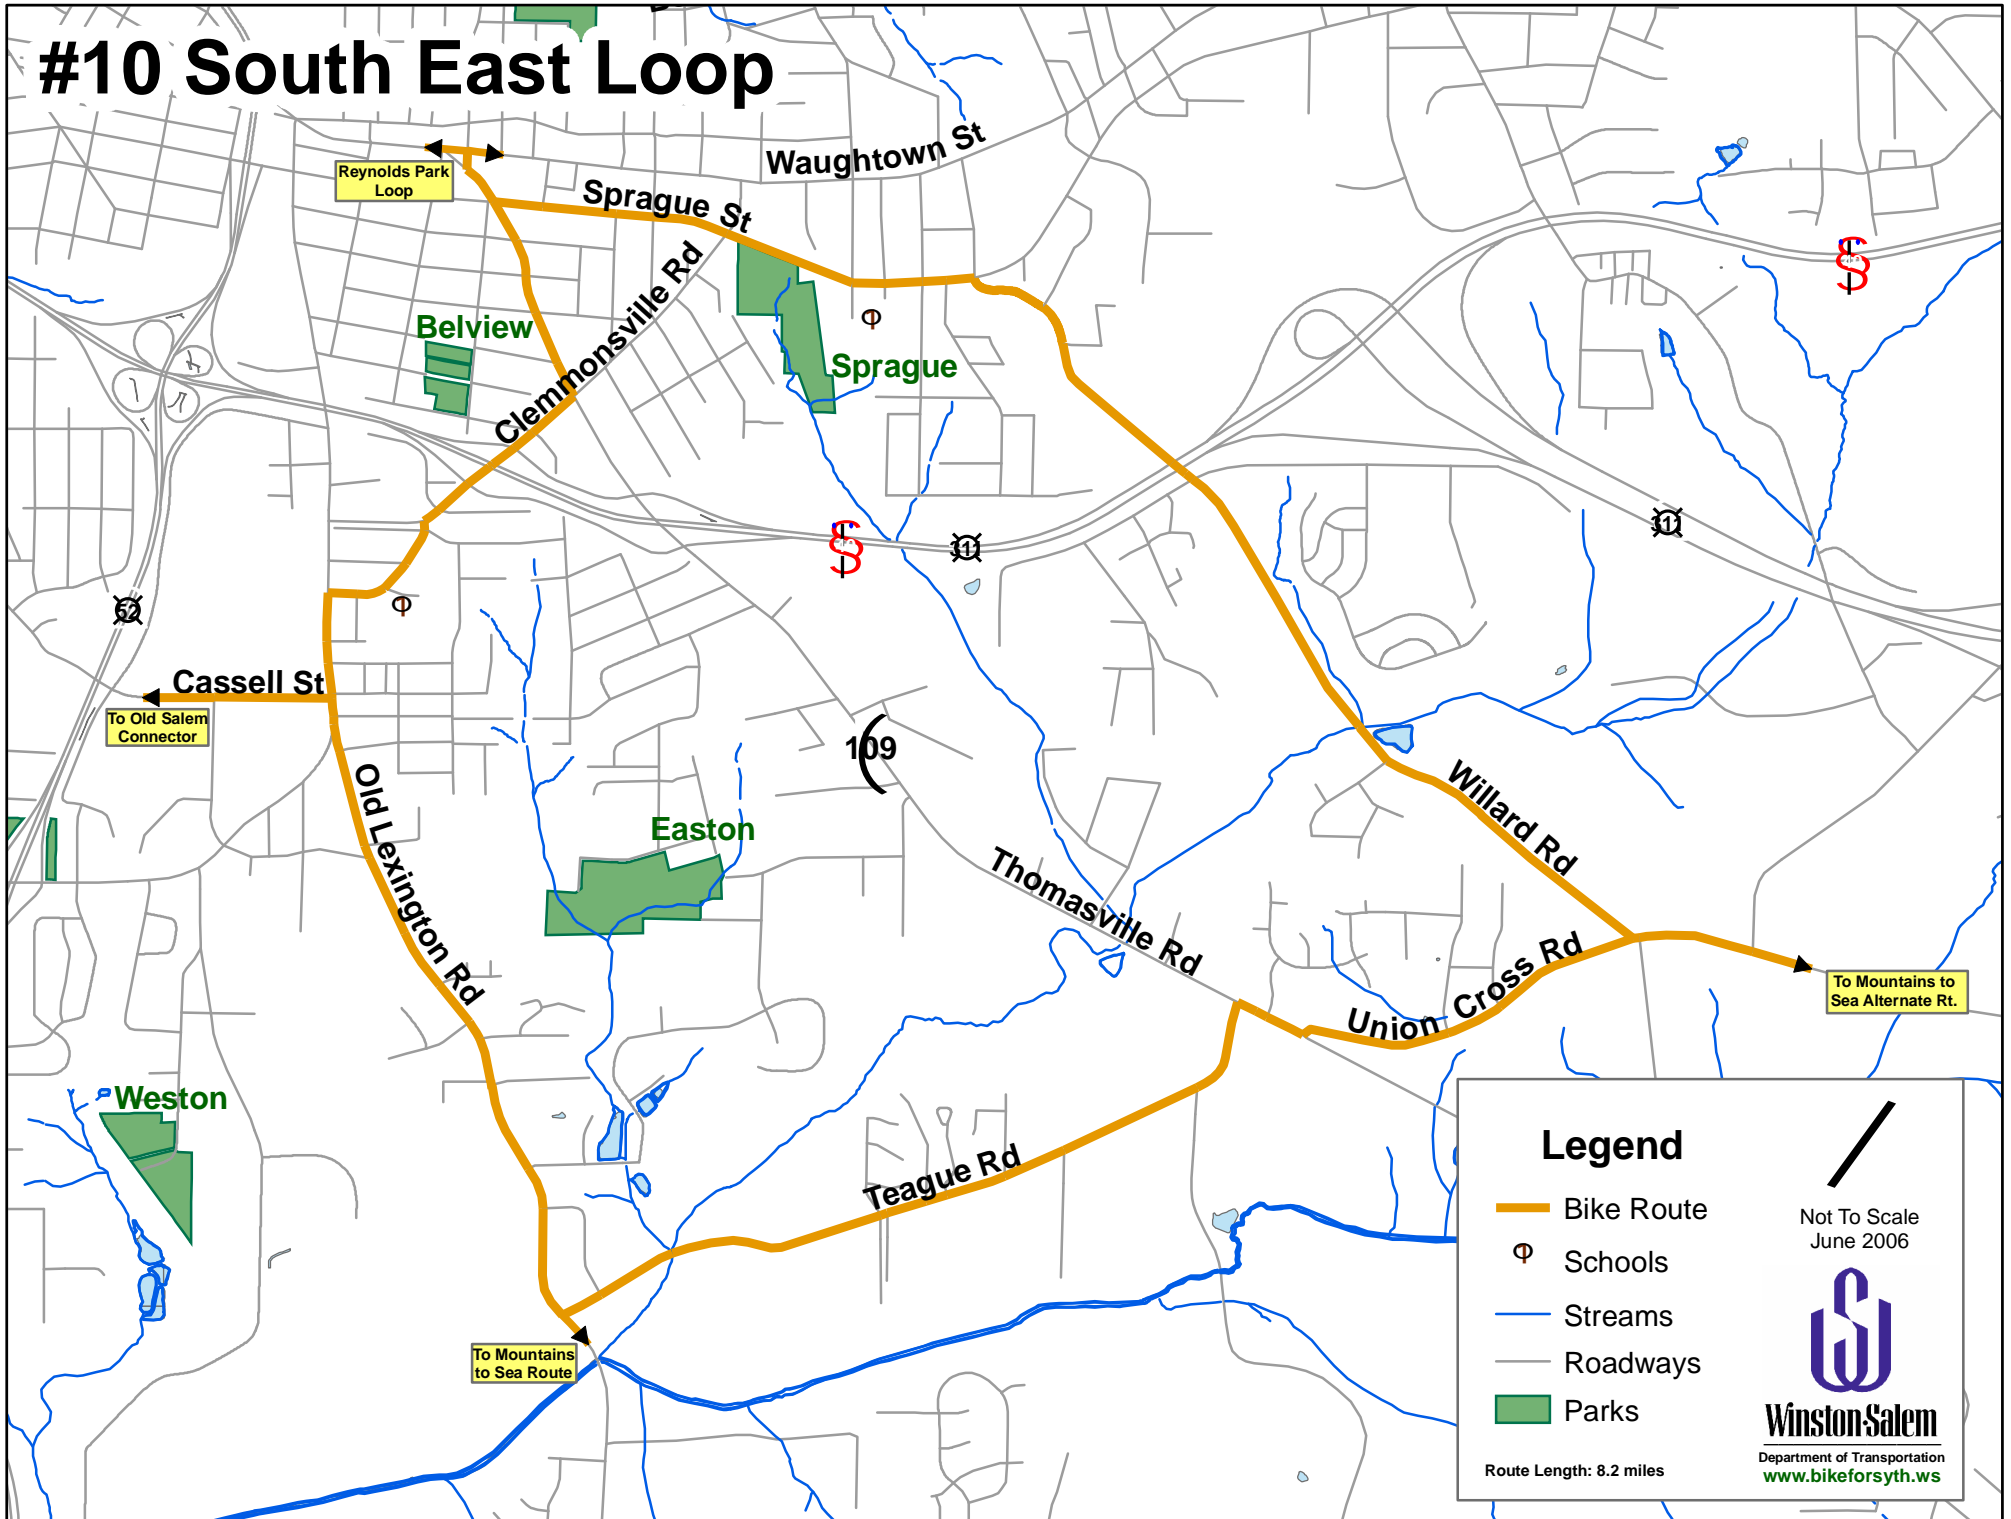 #10 South East Loop
Waughtown St
Reynolds Park
Loop
Sprague St
Clemmonsville Rd
Belview
Sprague
311
311
52
Cassell St
To Old Salem
Connector
109
Old Lexington Rd
Easton
Willard Rd
Thomasville Rd
Union Cross Rd
To Mountains to
Sea Alternate Rt.
Weston
Teague Rd
To Mountains
to Sea Route
Legend
Bike Route
Schools
Streams
Roadways
Parks
Route Length: 8.2 miles
Not To Scale
June 2006
Winston·Salem
Department of Transportation
www.bikeforsyth.ws